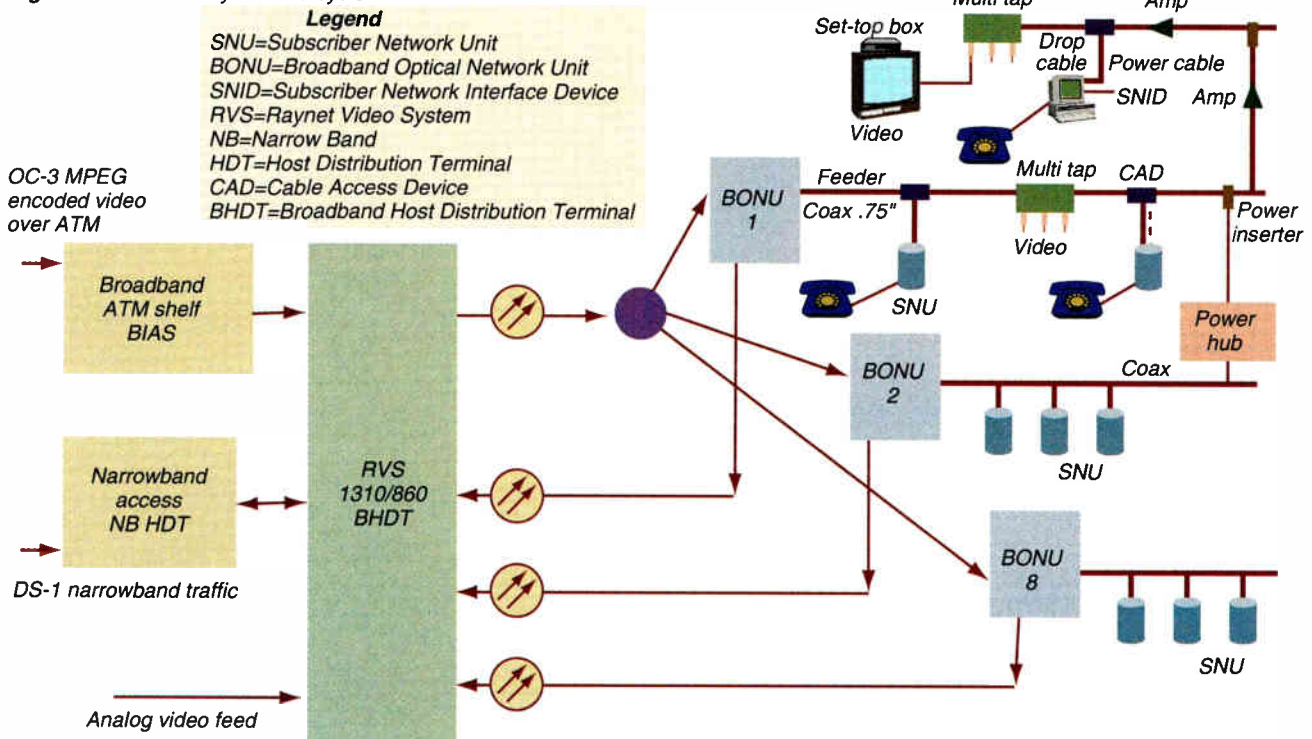 Legend
SNU=Subscriber Network Unit
BONU=Broadband Optical Network Unit
SNID=Subscriber Network Interface Device
RVS=Raynet Video System
NB=Narrow Band
HDT=Host Distribution Terminal
CAD=Cable Access Device
BHDT=Broadband Host Distribution Terminal
Multi tap
Amp
Set-top box
Drop
cable
Power cable
SNID
Amp
Video
OC-3 MPEG
encoded video
over ATM
Broadband
ATM shelf
BIAS
BONU
1
Feeder
Coax .75"
Multi tap
CAD
Power
inserter
Video
SNU
Power
hub
BONU
2
Coax
SNU
Narrowband
access
NB HDT
RVS
1310/860
BHDT
DS-1 narrowband traffic
BONU
8
SNU
Analog video feed